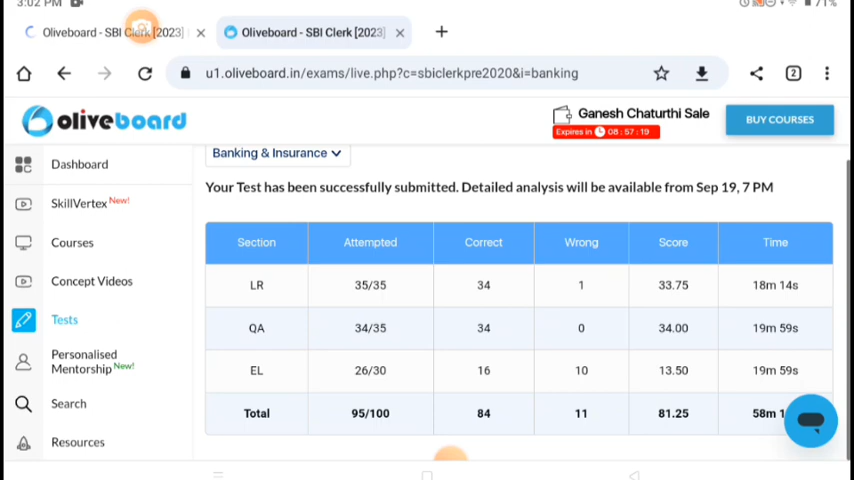 3:02 PM
71%
Oliveboard - SBI Clerk [2023]
Oliveboard - SBI Clerk [2023]
u1.oliveboard.in/exams/live.php?c=sbiclerkpre2020&i=banking
2
oliveboard
Ganesh Chaturthi Sale
Expires in 08 : 57 : 19
BUY COURSES
Dashboard
SkillVertex New!
Courses
Concept Videos
Tests
Personalised
Mentorship New!
Search
Resources
Banking & Insurance
Your Test has been successfully submitted. Detailed analysis will be available from Sep 19, 7 PM
Section Attempted Correct Wrong Score Time
LR 35/35 34 1 33.75 18m 14s
QA 34/35 34 0 34.00 19m 59s
EL 26/30 16 10 13.50 19m 59s
Total 95/100 84 11 81.25 58m